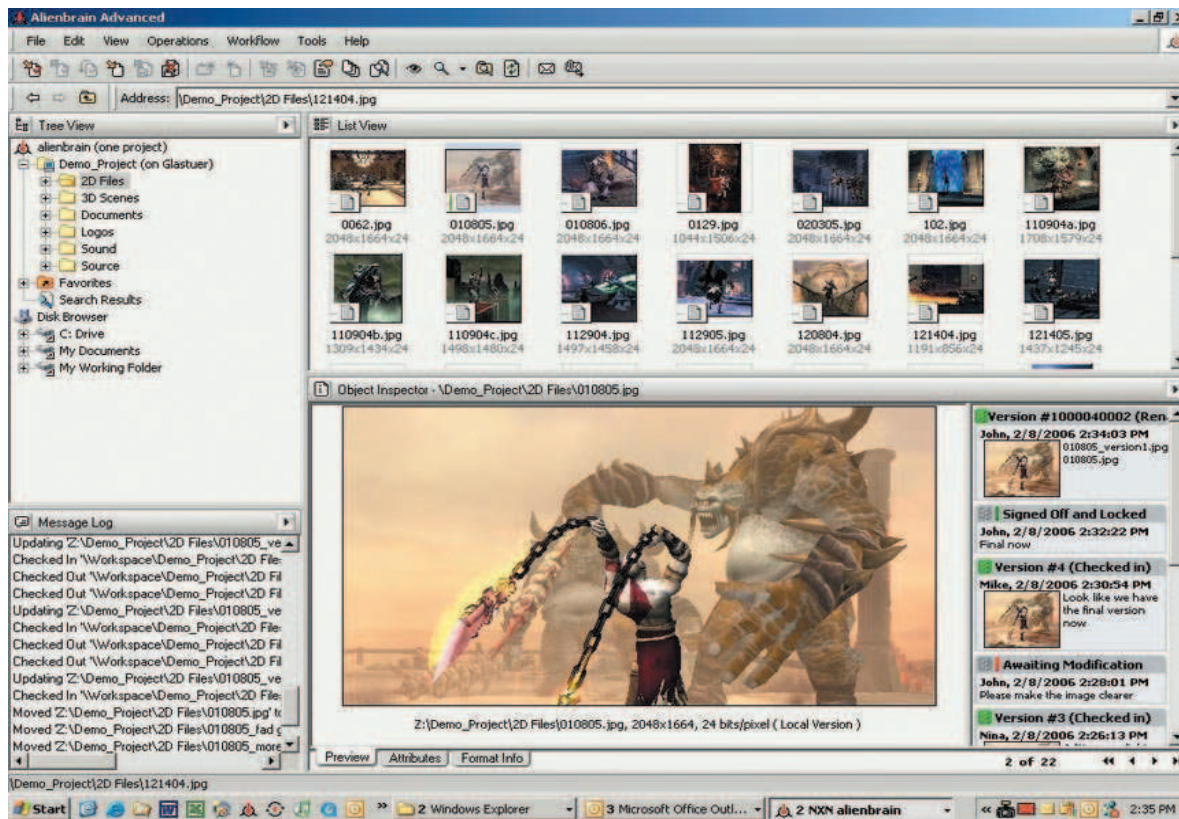 Alienbrain Advanced
File Edit View Operations Workflow Tools Help
Address: \Demo_Project\2D Files\121404.jpg
Tree View
alienbrain (one project)
Demo_Project (on Glastuer)
2D Files
3D Scenes
Documents
Logos
Sound
Source
Favorites
Search Results
Disk Browser
C: Drive
My Documents
My Working Folder
List View
0062.jpg 010805.jpg 010806.jpg 0129.jpg 020305.jpg 102.jpg 110904a.jpg
2048x1664x24 2048x1664x24 2048x1664x24 1044x1506x24 2048x1664x24 2048x1664x24 1708x1579x24
110904b.jpg 110904c.jpg 112904.jpg 112905.jpg 120804.jpg 121404.jpg 121405.jpg
1309x1434x24 1498x1480x24 1497x1458x24 2048x1664x24 2048x1664x24 1191x856x24 1437x1245x24
Message Log
Updating 'Z:\Demo_Project\2D Files\010805_ve
Checked In '\Workspace\Demo_Project\2D File
Checked Out '\Workspace\Demo_Project\2D Fil
Checked Out '\Workspace\Demo_Project\2D Fil
Updating 'Z:\Demo_Project\2D Files\010805_ve
Checked In '\Workspace\Demo_Project\2D File
Checked Out '\Workspace\Demo_Project\2D Fil
Checked Out '\Workspace\Demo_Project\2D Fil
Updating 'Z:\Demo_Project\2D Files\010805_ve
Checked In '\Workspace\Demo_Project\2D File
Moved 'Z:\Demo_Project\2D Files\010805.jpg' to
Moved 'Z:\Demo_Project\2D Files\010805_fad g
Moved 'Z:\Demo_Project\2D Files\010805_more
Object Inspector - \Demo_Project\2D Files\010805.jpg
Z:\Demo_Project\2D Files\010805.jpg, 2048x1664, 24 bits/pixel ( Local Version )
Preview Attributes Format Info
Version #1000040002 (Ren
John, 2/8/2006 2:34:03 PM
010805_version1.jpg
010805.jpg
Signed Off and Locked
John, 2/8/2006 2:32:22 PM
Final now
Version #4 (Checked in)
Mike, 2/8/2006 2:30:54 PM
Look like we have
the final version
now
Awaiting Modification
John, 2/8/2006 2:28:01 PM
Please make the image clearer
Version #3 (Checked in)
Nina, 2/8/2006 2:26:13 PM
2 of 22
\Demo_Project\2D Files\121404.jpg
Start 2 Windows Explorer 3 Microsoft Office Outl... 2 NXN alienbrain 2:35 PM